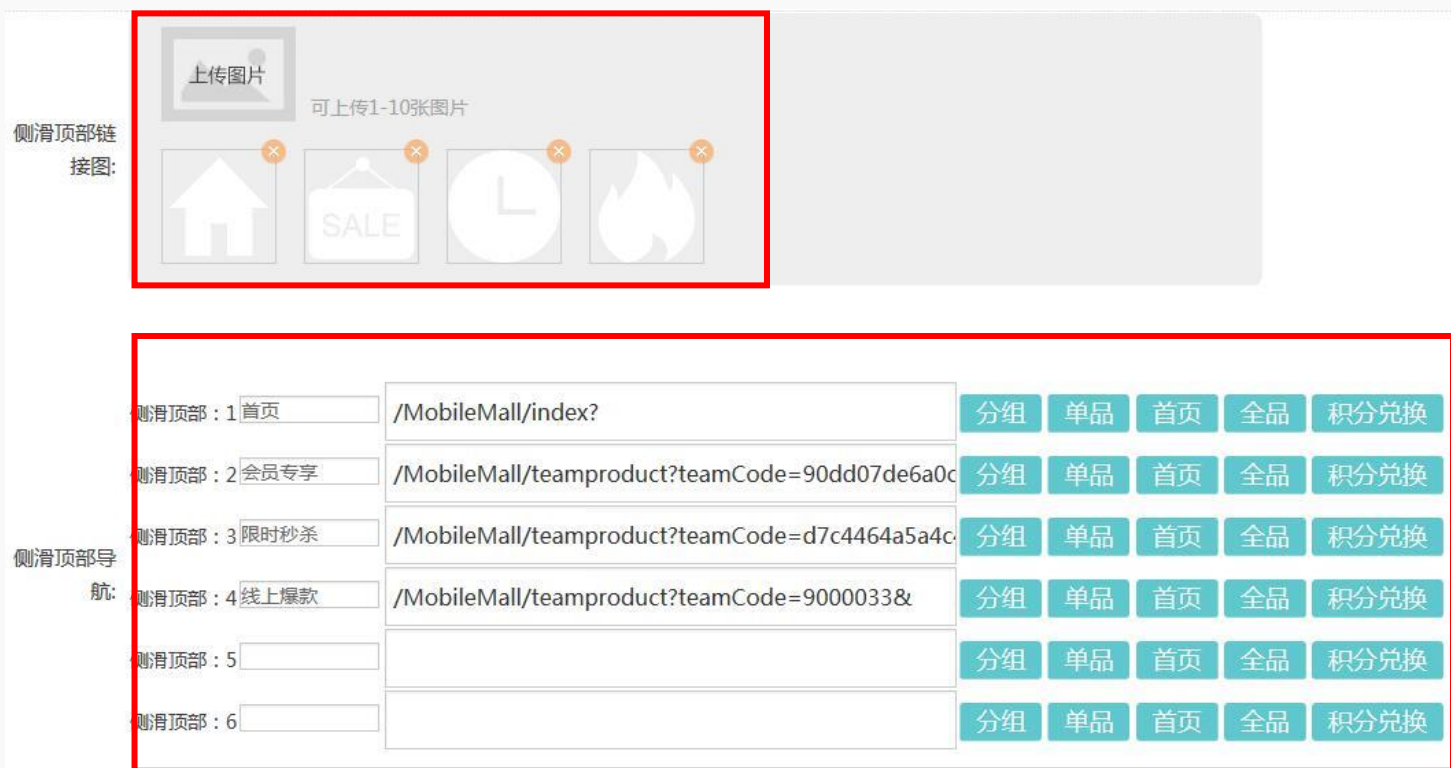 上传图片
可上传1-10张图片
侧滑顶部链
接图:
SALE
侧滑顶部：1 首页 /MobileMall/index? 分组 单品 首页 全品 积分兑换
侧滑顶部：2 会员专享 /MobileMall/teamproduct?teamCode=90dd07de6a0c 分组 单品 首页 全品 积分兑换
侧滑顶部：3 限时秒杀 /MobileMall/teamproduct?teamCode=d7c4464a5a4c 分组 单品 首页 全品 积分兑换
侧滑顶部导
航:
侧滑顶部：4 线上爆款 /MobileMall/teamproduct?teamCode=9000033& 分组 单品 首页 全品 积分兑换
侧滑顶部：5 分组 单品 首页 全品 积分兑换
侧滑顶部：6 分组 单品 首页 全品 积分兑换